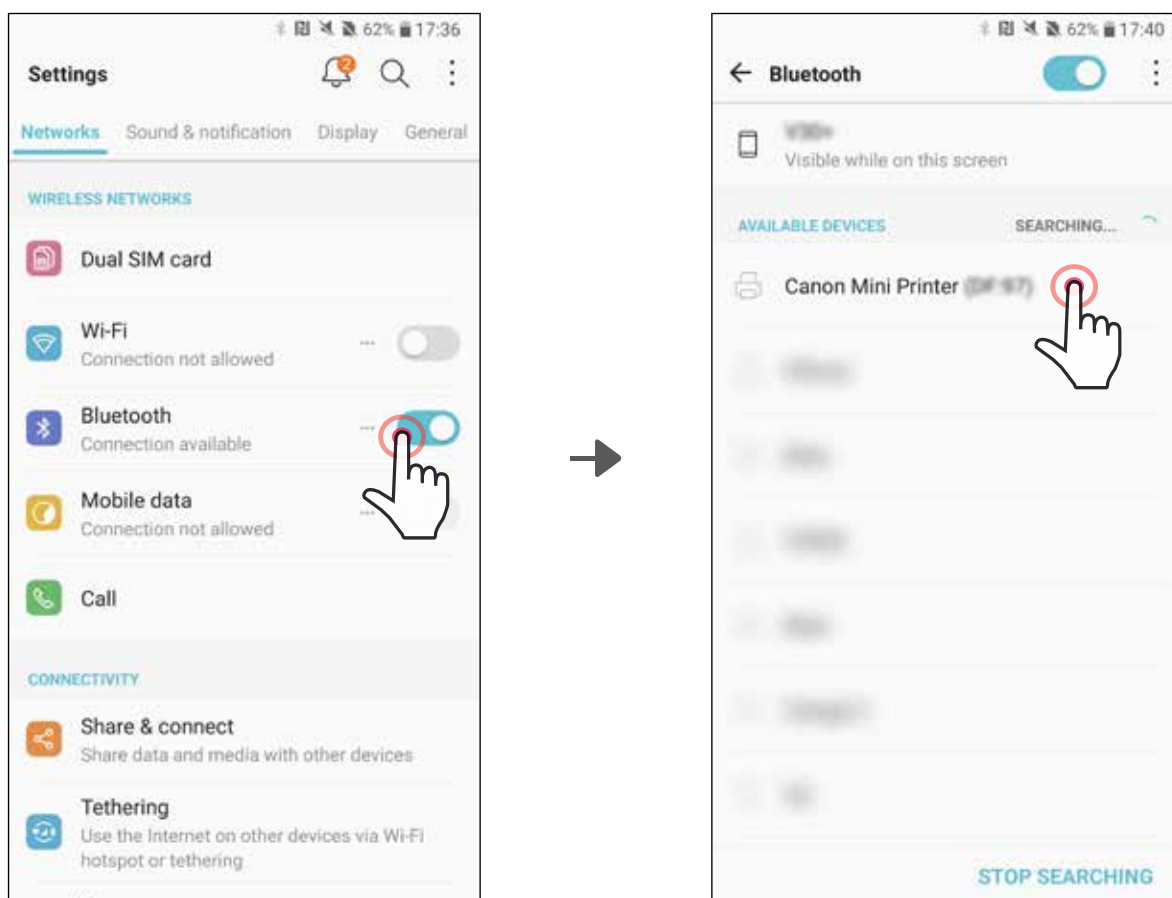 62% 17:36
Settings
2
Networks Sound & notification Display General
WIRELESS NETWORKS
Dual SIM card
Wi-Fi
Connection not allowed
Bluetooth
Connection available
Mobile data
Connection not allowed
Call
CONNECTIVITY
Share & connect
Share data and media with other devices
Tethering
Use the Internet on other devices via Wi-Fi
hotspot or tethering
62% 17:40
Bluetooth
Visible while on this screen
AVAILABLE DEVICES SEARCHING...
Canon Mini Printer
STOP SEARCHING